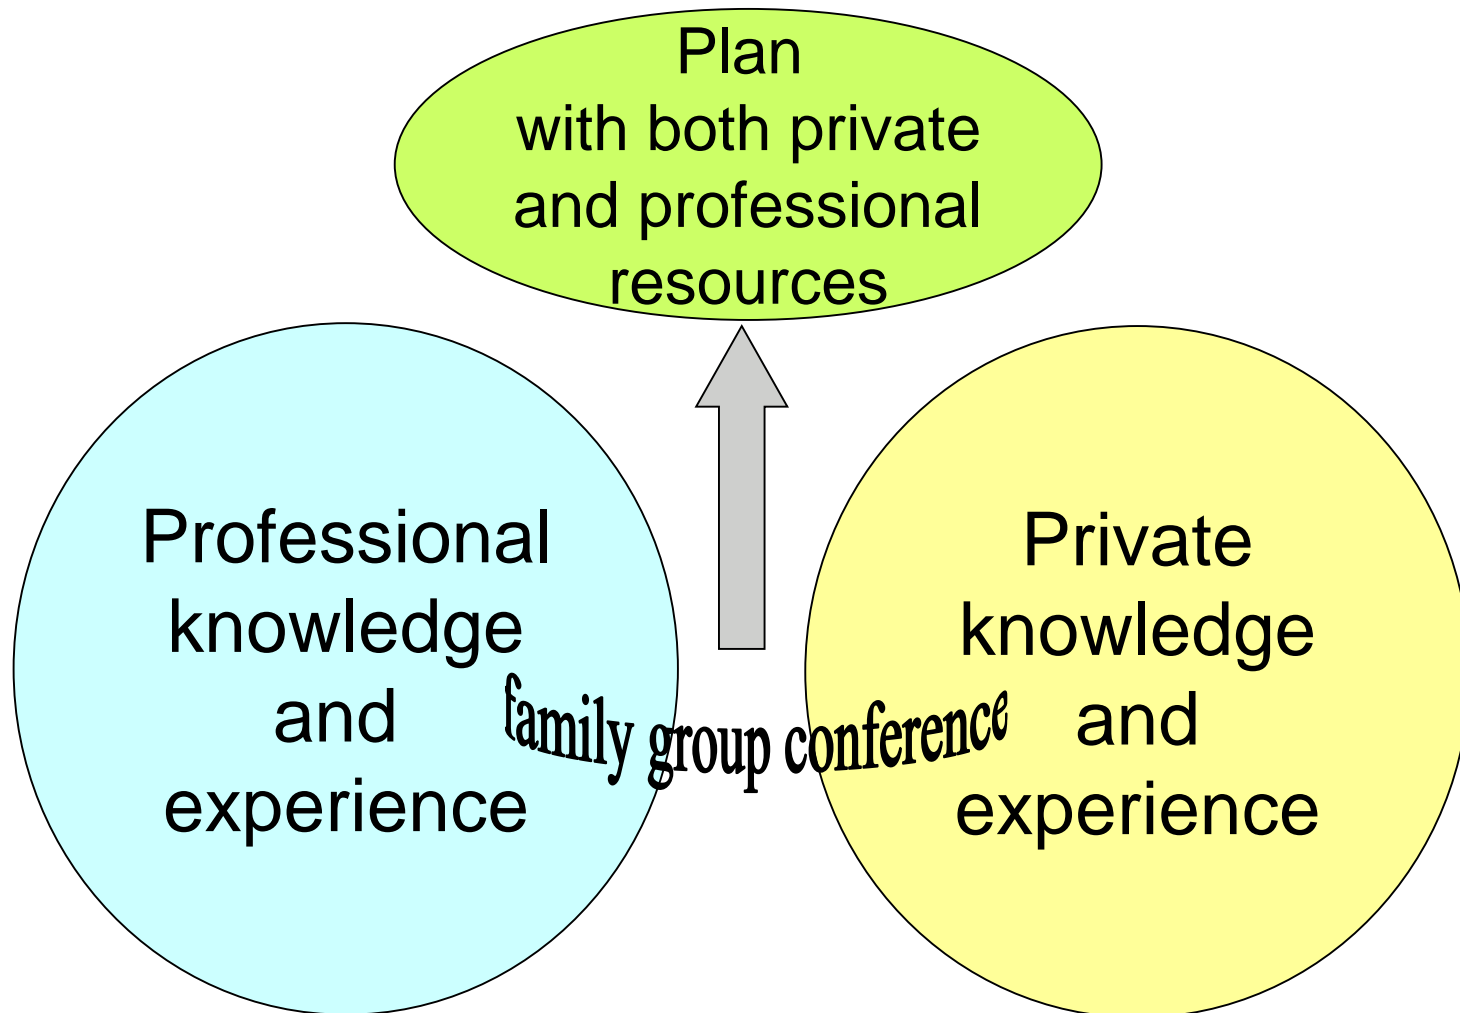 Plan
with both private
and professional
resources
Professional
knowledge
and
experience
family group conference
Private
knowledge
and
experience